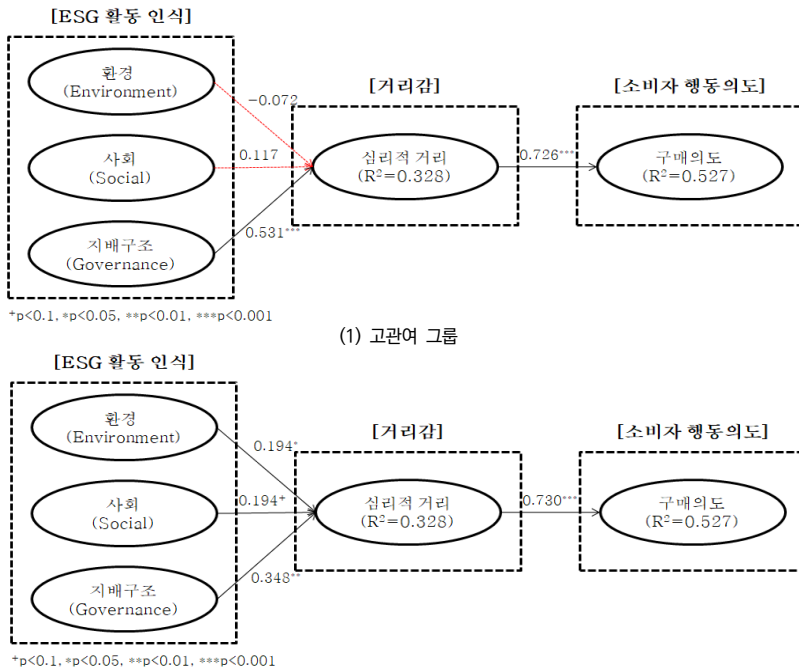 [ESG 활동 인식]
환경
(Environment)
-0.072
[거리감]
[소비자 행동의도]
사회
(Social)
0.117
심리적 거리
(R²=0.328)
0.726***
구매의도
(R²=0.527)
지배구조
(Governance)
0.531***
+p<0.1, *p<0.05, **p<0.01, ***p<0.001
(1) 고관여 그룹
[ESG 활동 인식]
환경
(Environment)
0.194*
[거리감]
[소비자 행동의도]
사회
(Social)
0.194+
심리적 거리
(R²=0.328)
0.730***
구매의도
(R²=0.527)
지배구조
(Governance)
0.348**
+p<0.1, *p<0.05, **p<0.01, ***p<0.001